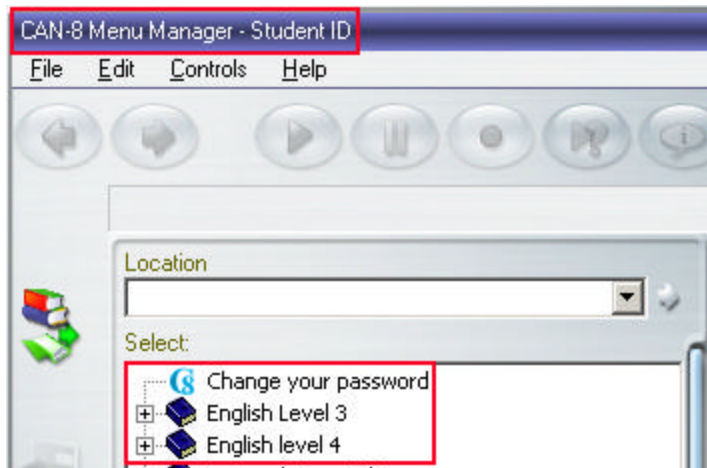 CAN-8 Menu Manager - Student ID
File Edit Controls Help
Location
Select:
Change your password
English Level 3
English level 4